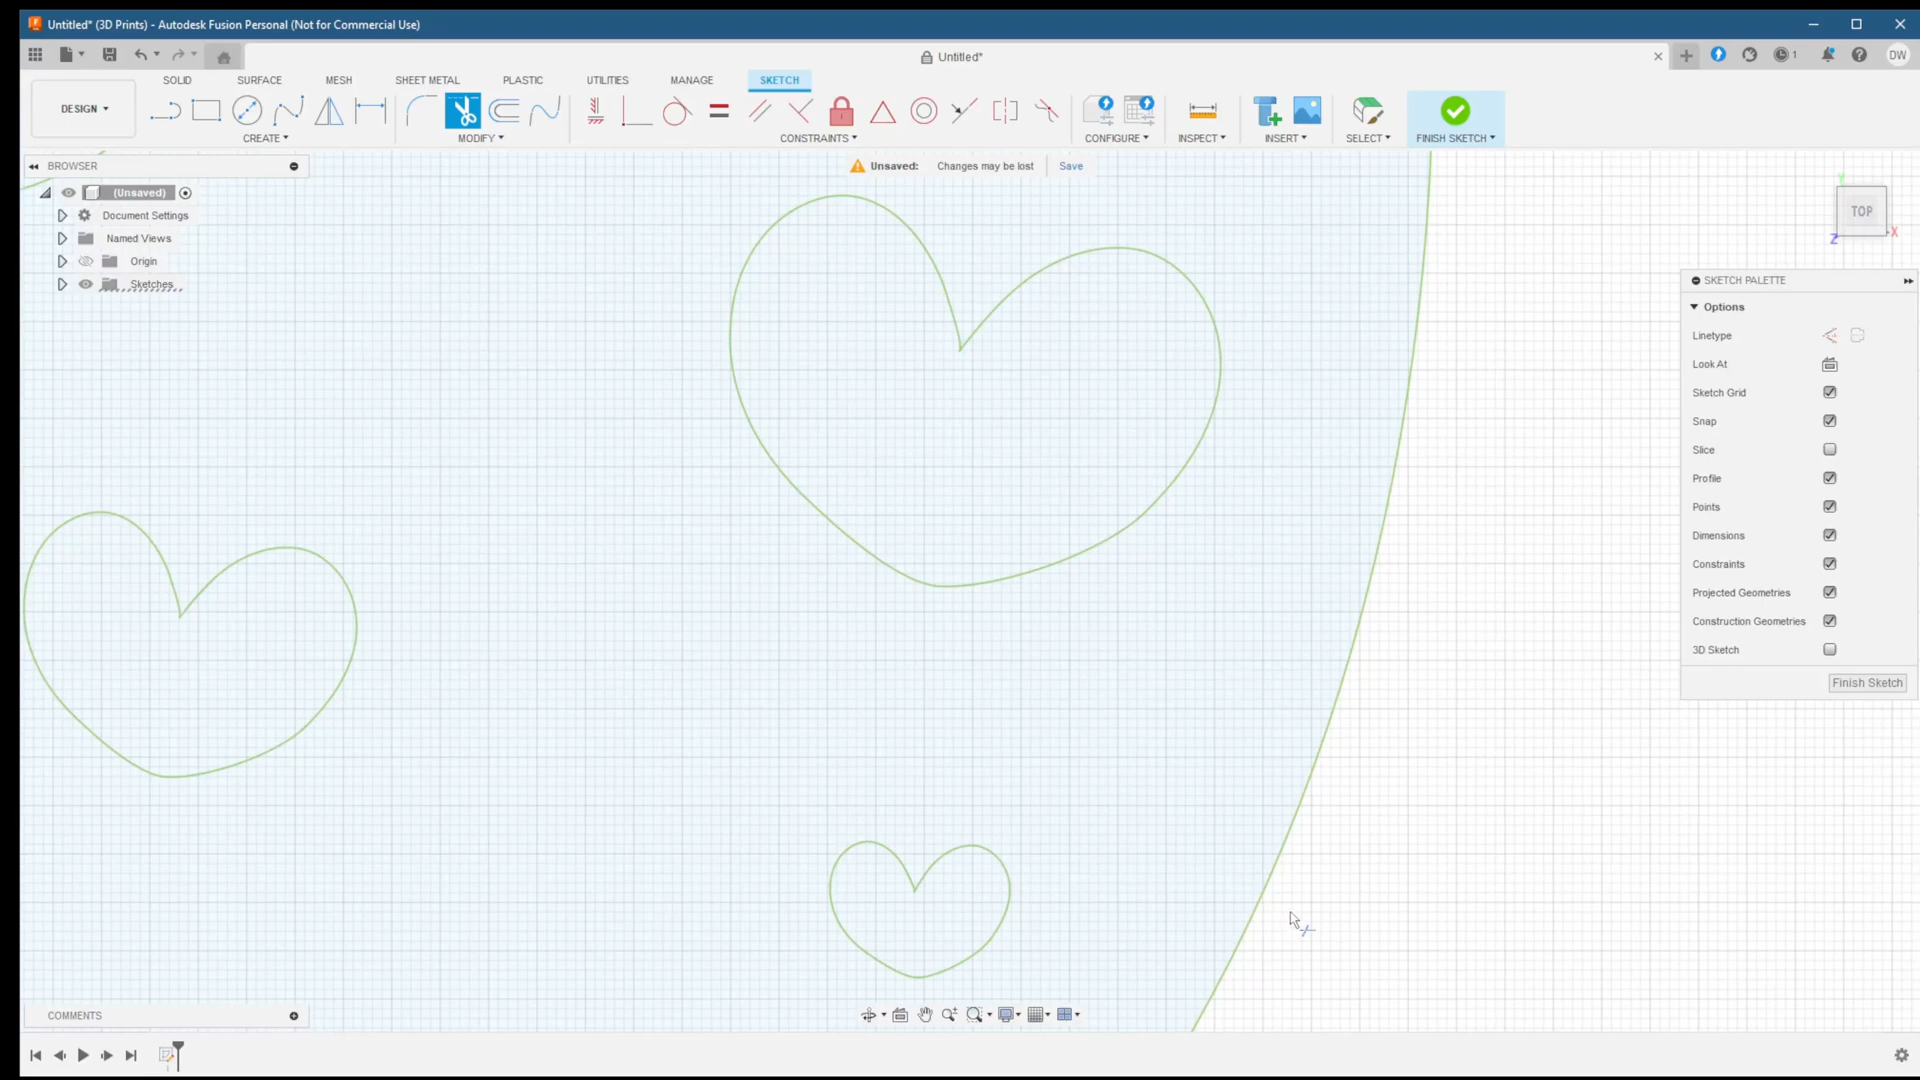 Untitled* (3D Prints) - Autodesk Fusion Personal (Not for Commercial Use)
Untitled*
1
DW
SOLID
SURFACE
MESH
SHEET METAL
PLASTIC
UTILITIES
MANAGE
SKETCH
DESIGN
CREATE
MODIFY
CONSTRAINTS
CONFIGURE
INSPECT
INSERT
SELECT
FINISH SKETCH
BROWSER
Unsaved: Changes may be lost Save
(Unsaved)
Document Settings
Named Views
Origin
Sketches
Y
TOP
X
Z
SKETCH PALETTE
Options
Linetype
Look At
Sketch Grid
Snap
Slice
Profile
Points
Dimensions
Constraints
Projected Geometries
Construction Geometries
3D Sketch
Finish Sketch
COMMENTS